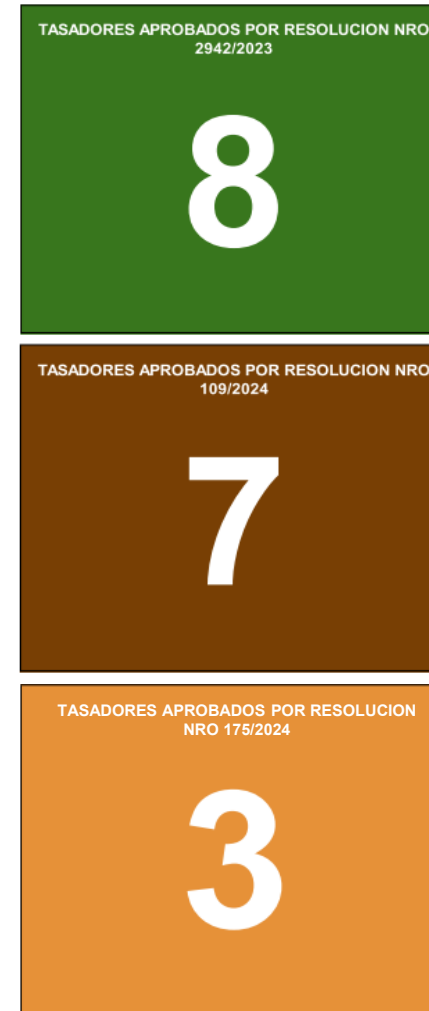 TASADORES APROBADOS POR RESOLUCION NRO
2942/2023
8
TASADORES APROBADOS POR RESOLUCION NRO
109/2024
7
TASADORES APROBADOS POR RESOLUCION
NRO 175/2024
3